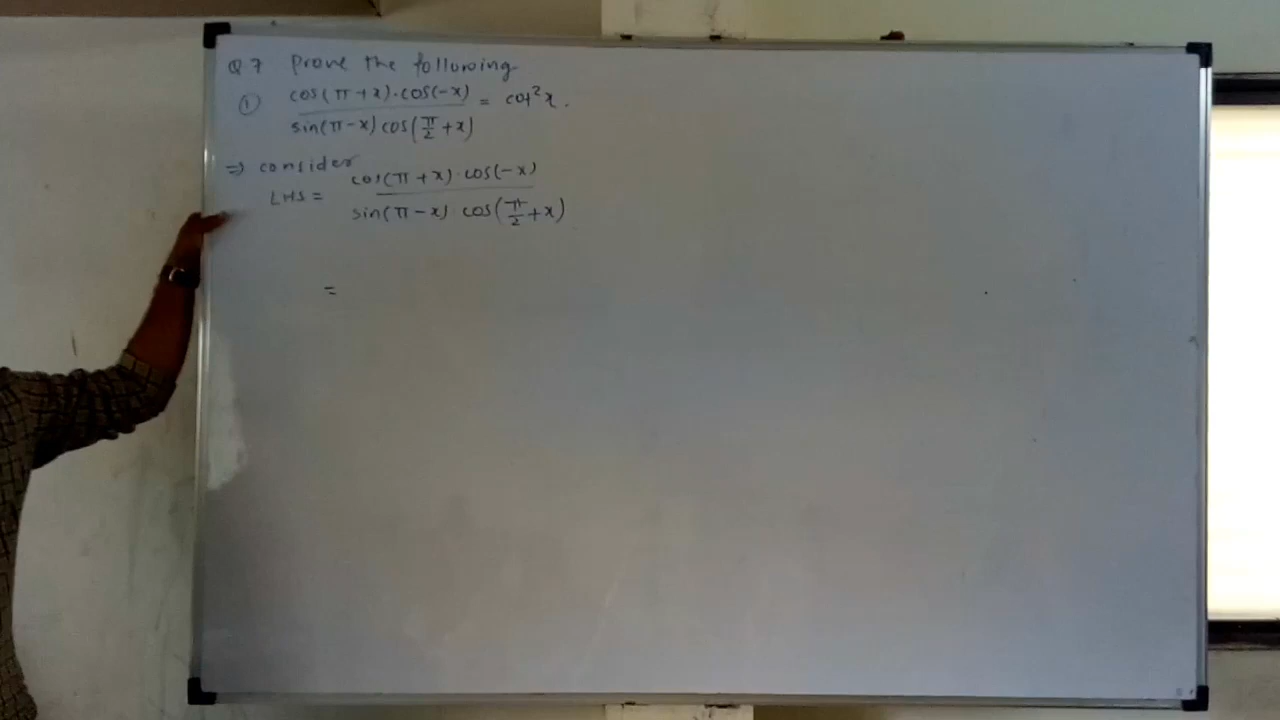 Q 7 Prove the following
① cos(π+x).cos(-x) / sin(π-x) cos(π/2+x) = cot²x.
⇒ consider
LHS = cos(π+x).cos(-x) / sin(π-x).cos(π/2+x)
=